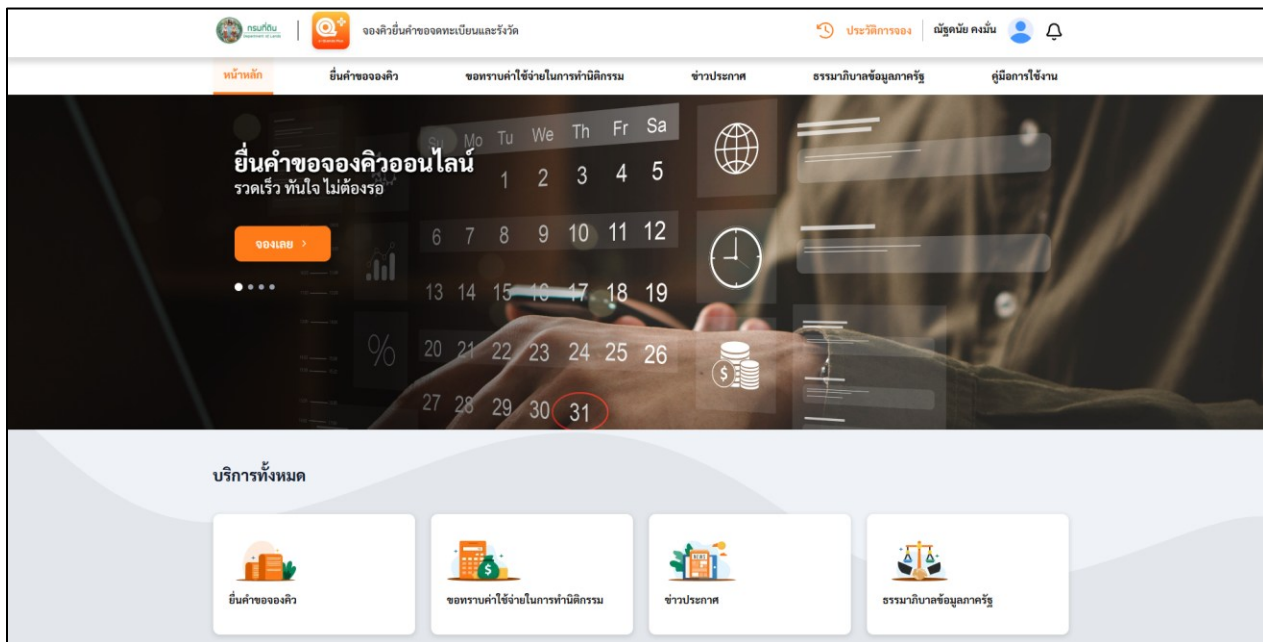 กรมที่ดิน
จองคิวยื่นคำขอจดทะเบียนและรังวัด
ประวัติการจอง
ณัฐดนัย คงมั่น
หน้าหลัก
ยื่นคำขอจองคิว
ขอทราบค่าใช้จ่ายในการทำนิติกรรม
ข่าวประกาศ
ธรรมาภิบาลข้อมูลภาครัฐ
คู่มือการใช้งาน
ยื่นคำขอจองคิวออนไลน์
รวดเร็ว ทันใจ ไม่ต้องรอ
จองเลย
Su Mo Tu We Th Fr Sa
1 2 3 4 5
6 7 8 9 10 11 12
13 14 15 16 17 18 19
% 20 21 22 23 24 25 26
$
27 28 29 30 31
บริการทั้งหมด
$
NEWS
ยื่นคำขอจองคิว
ขอทราบค่าใช้จ่ายในการทำนิติกรรม
ข่าวประกาศ
ธรรมาภิบาลข้อมูลภาครัฐ